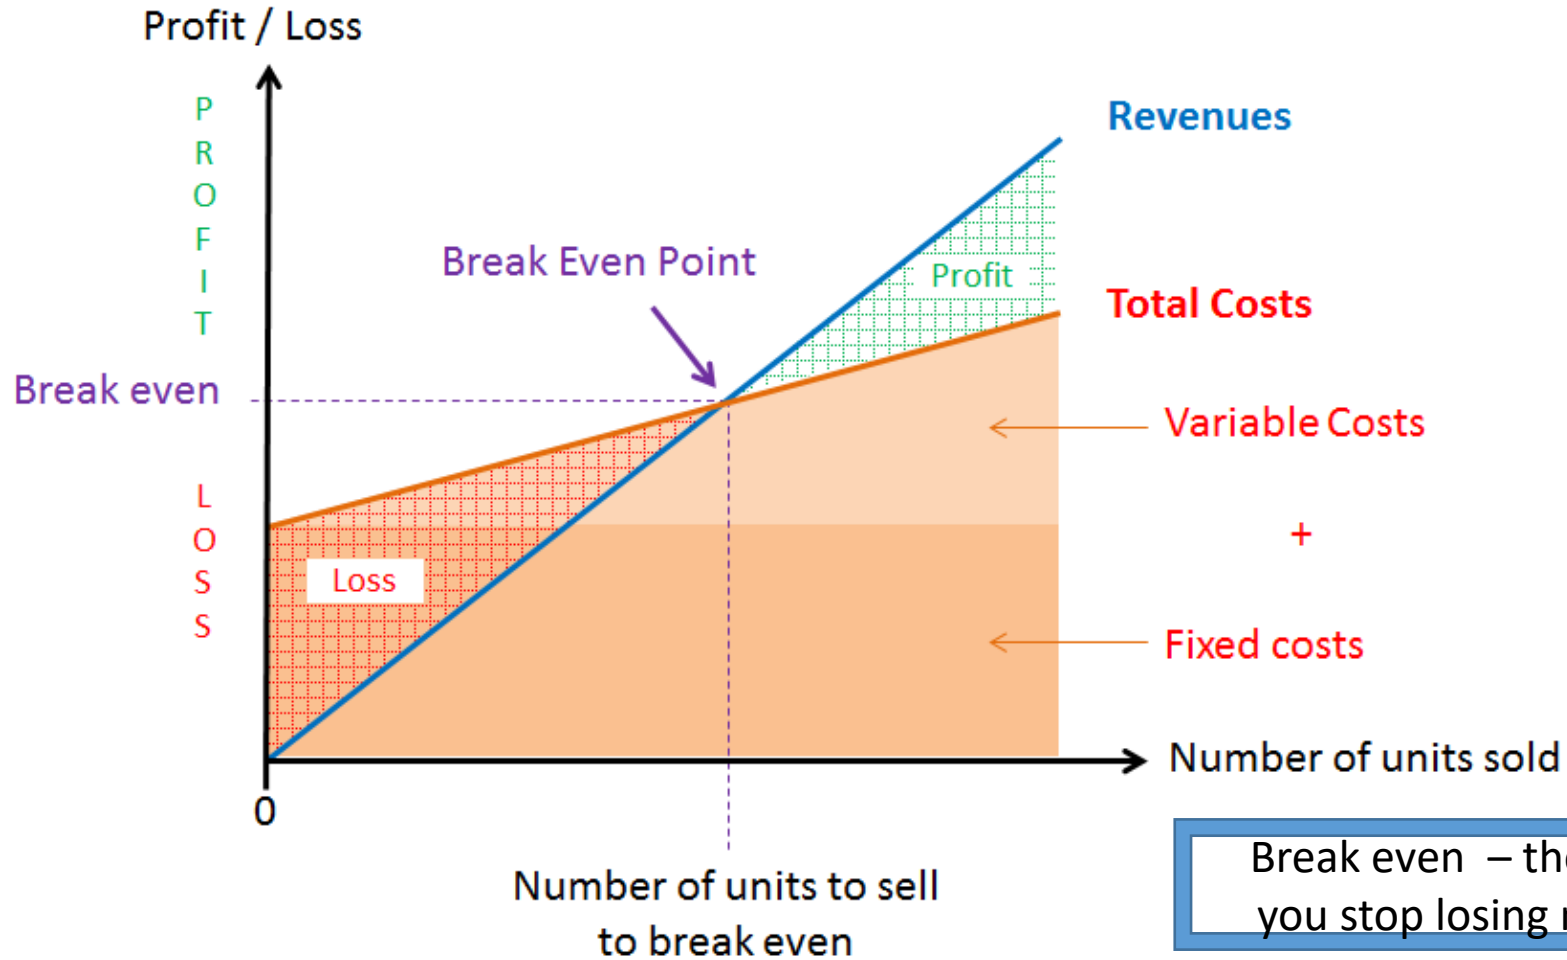 Profit / Loss
P
R
O
F
I
T
Revenues
Break Even Point
Profit
Total Costs
Break even
Variable Costs
L
O
S
S
+
Loss
Fixed costs
Number of units sold
0
Number of units to sell
to break even
Break even – the
you stop losing